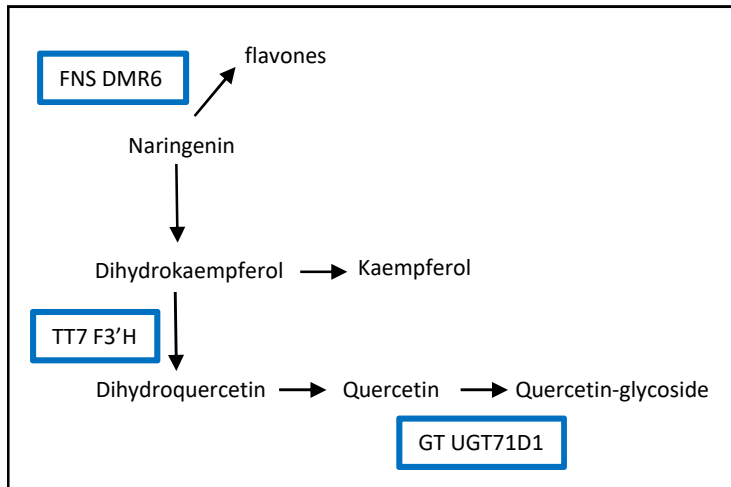 flavones
FNS DMR6
Naringenin
Dihydrokaempferol
Kaempferol
TT7 F3’H
Dihydroquercetin
Quercetin
Quercetin-glycoside
GT UGT71D1